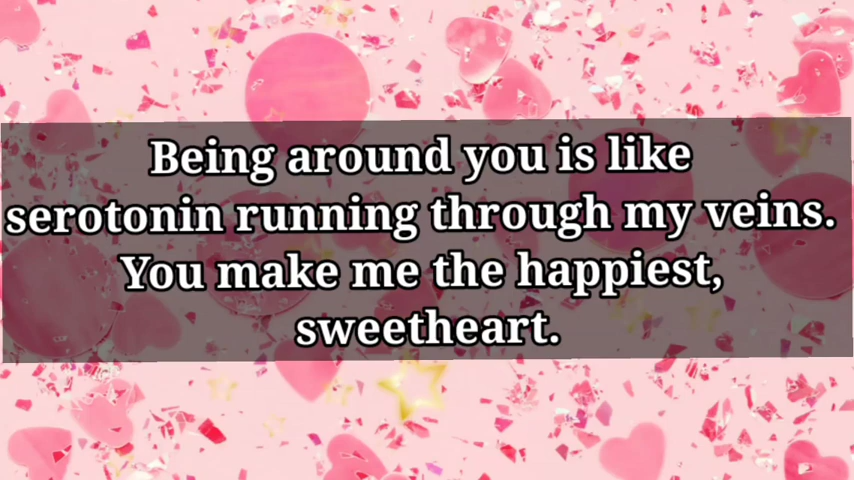 Being around you is like
serotonin running through my veins.
You make me the happiest,
sweetheart.